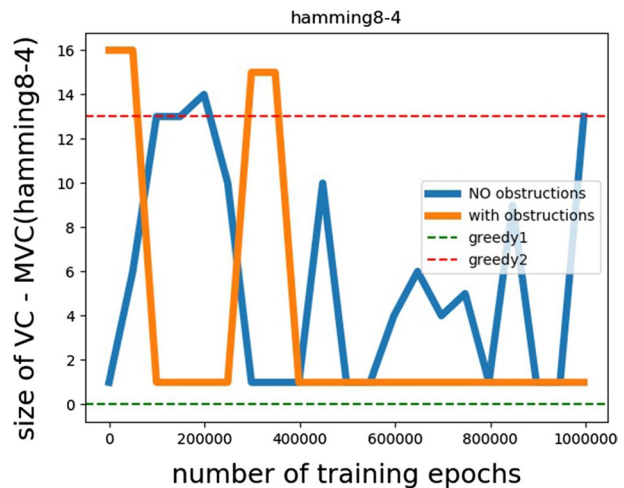 hamming8-4
size of VC - MVC(hamming8-4)
16
14
12
10
8
6
4
2
0
NO obstructions
with obstructions
greedy1
greedy2
0 200000 400000 600000 800000 1000000
number of training epochs